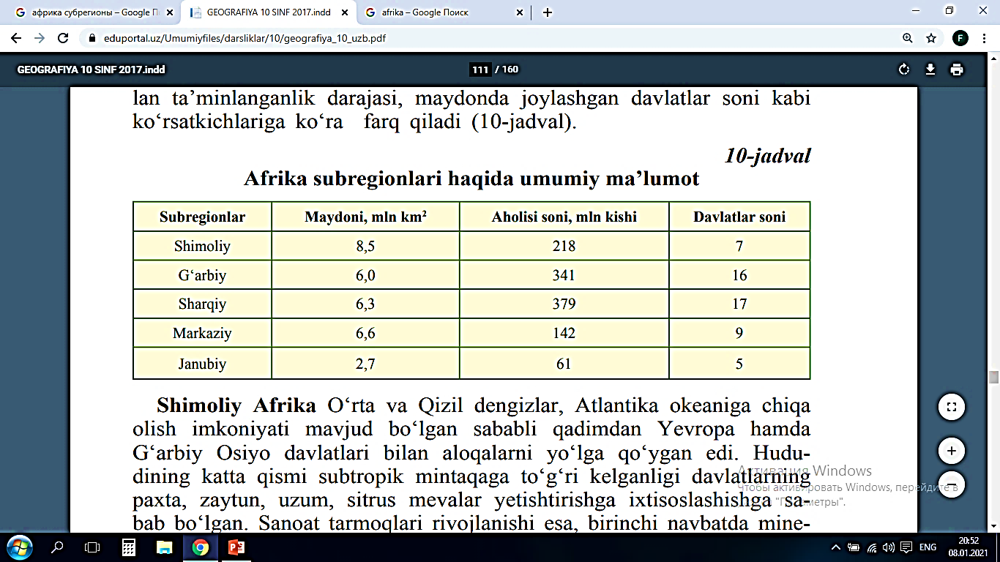 африка субрегионы – Google П
GEOGRAFIYA 10 SINF 2017.indd
afrika – Google Поиск
eduportal.uz/Umumiyfiles/darsliklar/10/geografiya_10_uzb.pdf
F
GEOGRAFIYA 10 SINF 2017.indd
111 / 160
lan ta’minlanganlik darajasi, maydonda joylashgan davlatlar soni kabi
ko‘rsatkichlariga ko‘ra farq qiladi (10-jadval).
10-jadval
Afrika subregionlari haqida umumiy ma’lumot
Subregionlar Maydoni, mln km² Aholisi soni, mln kishi Davlatlar soni
Shimoliy 8,5 218 7
G‘arbiy 6,0 341 16
Sharqiy 6,3 379 17
Markaziy 6,6 142 9
Janubiy 2,7 61 5
Shimoliy Afrika O‘rta va Qizil dengizlar, Atlantika okeaniga chiqa
olish imkoniyati mavjud bo‘lgan sababli qadimdan Yevropa hamda
G‘arbiy Osiyo davlatlari bilan aloqalarni yo‘lga qo‘ygan edi. Hudu-
dining katta qismi subtropik mintaqaga to‘g‘ri kelganligi davlatlarning
paxta, zaytun, uzum, sitrus mevalar yetishtirishga ixtisoslashishga sa-
bab bo‘lgan. Sanoat tarmoqlari rivojlanishi esa, birinchi navbatda mine-
Активация Windows
Чтобы активировать Windows, перейдите в
"Параметры".
ENG
20:52
08.01.2021